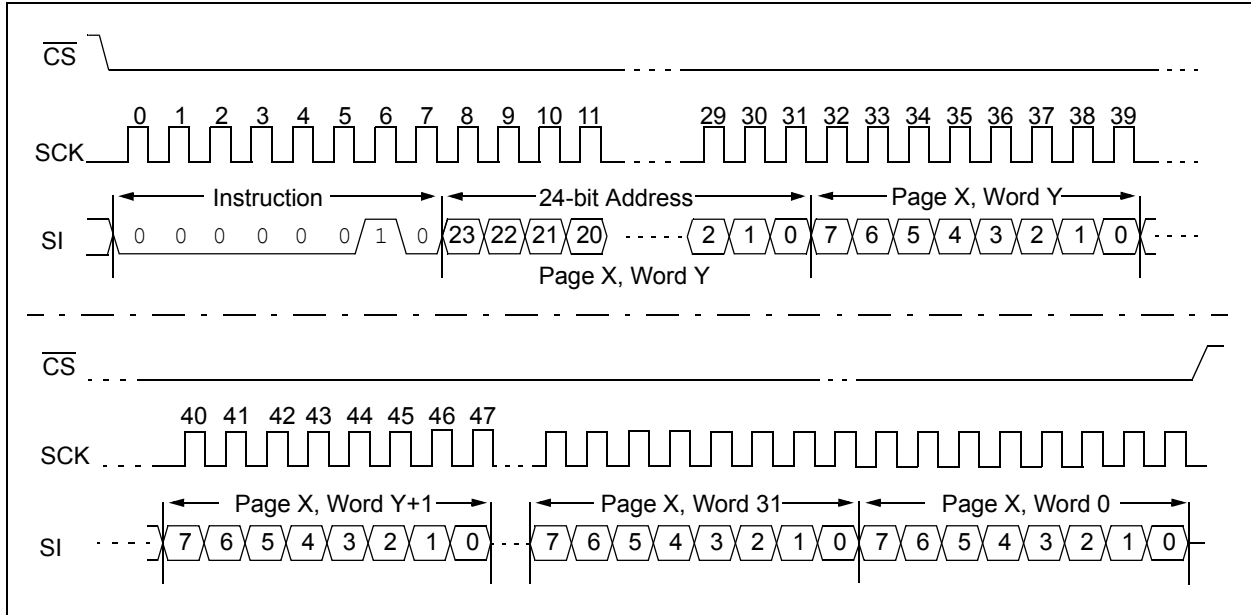 CS
0 1 2 3 4 5 6 7 8 9 10 11 29 30 31 32 33 34 35 36 37 38 39
SCK
Instruction 24-bit Address Page X, Word Y
SI 0 0 0 0 0 0 1 0 23 22 21 20 2 1 0 7 6 5 4 3 2 1 0
Page X, Word Y
CS
40 41 42 43 44 45 46 47
SCK
Page X, Word Y+1 Page X, Word 31 Page X, Word 0
SI 7 6 5 4 3 2 1 0 7 6 5 4 3 2 1 0 7 6 5 4 3 2 1 0